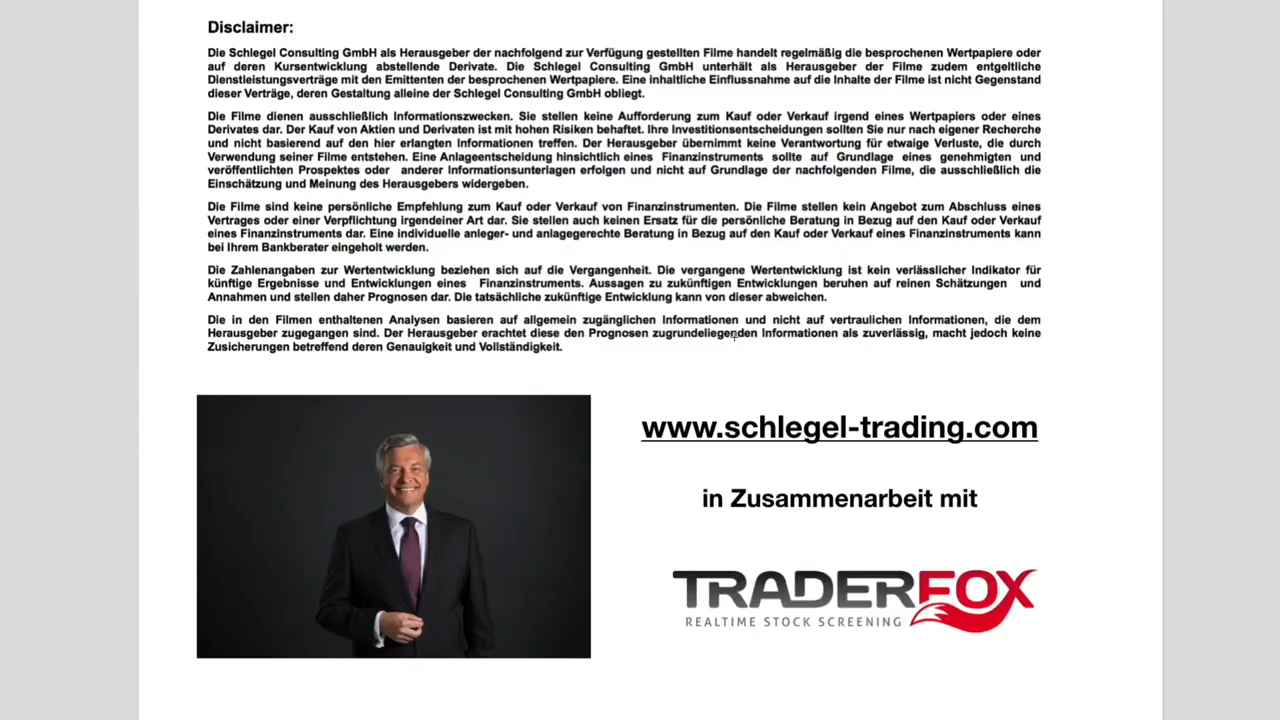 Disclaimer:
Die Schlegel Consulting GmbH als Herausgeber der nachfolgend zur Verfügung gestellten Filme handelt regelmäßig die besprochenen Wertpapiere oder
auf deren Kursentwicklung abstellende Derivate. Die Schlegel Consulting GmbH unterhält als Herausgeber der Filme zudem entgeltliche
Dienstleistungsverträge mit den Emittenten der besprochenen Wertpapiere. Eine inhaltliche Einflussnahme auf die Inhalte der Filme ist nicht Gegenstand
dieser Verträge, deren Gestaltung alleine der Schlegel Consulting GmbH obliegt.
Die Filme dienen ausschließlich Informationszwecken. Sie stellen keine Aufforderung zum Kauf oder Verkauf irgend eines Wertpapiers oder eines
Derivates dar. Der Kauf von Aktien und Derivaten ist mit hohen Risiken behaftet. Ihre Investitionsentscheidungen sollten Sie nur nach eigener Recherche
und nicht basierend auf den hier erlangten Informationen treffen. Der Herausgeber übernimmt keine Verantwortung für etwaige Verluste, die durch
Verwendung seiner Filme entstehen. Eine Anlageentscheidung hinsichtlich eines Finanzinstruments sollte auf Grundlage eines genehmigten und
veröffentlichten Prospektes oder anderer Informationsunterlagen erfolgen und nicht auf Grundlage der nachfolgenden Filme, die ausschließlich die
Einschätzung und Meinung des Herausgebers widergeben.
Die Filme sind keine persönliche Empfehlung zum Kauf oder Verkauf von Finanzinstrumenten. Die Filme stellen kein Angebot zum Abschluss eines
Vertrages oder einer Verpflichtung irgendeiner Art dar. Sie stellen auch keinen Ersatz für die persönliche Beratung in Bezug auf den Kauf oder Verkauf
eines Finanzinstruments dar. Eine individuelle anleger- und anlagegerechte Beratung in Bezug auf den Kauf oder Verkauf eines Finanzinstruments kann
bei Ihrem Bankberater eingeholt werden.
Die Zahlenangaben zur Wertentwicklung beziehen sich auf die Vergangenheit. Die vergangene Wertentwicklung ist kein verlässlicher Indikator für
künftige Ergebnisse und Entwicklungen eines Finanzinstruments. Aussagen zu zukünftigen Entwicklungen beruhen auf reinen Schätzungen und
Annahmen und stellen daher Prognosen dar. Die tatsächliche zukünftige Entwicklung kann von dieser abweichen.
Die in den Filmen enthaltenen Analysen basieren auf allgemein zugänglichen Informationen und nicht auf vertraulichen Informationen, die dem
Herausgeber zugegangen sind. Der Herausgeber erachtet diese den Prognosen zugrundeliegenden Informationen als zuverlässig, macht jedoch keine
Zusicherungen betreffend deren Genauigkeit und Vollständigkeit.
www.schlegel-trading.com
in Zusammenarbeit mit
TRADERFOX
REALTIME STOCK SCREENING